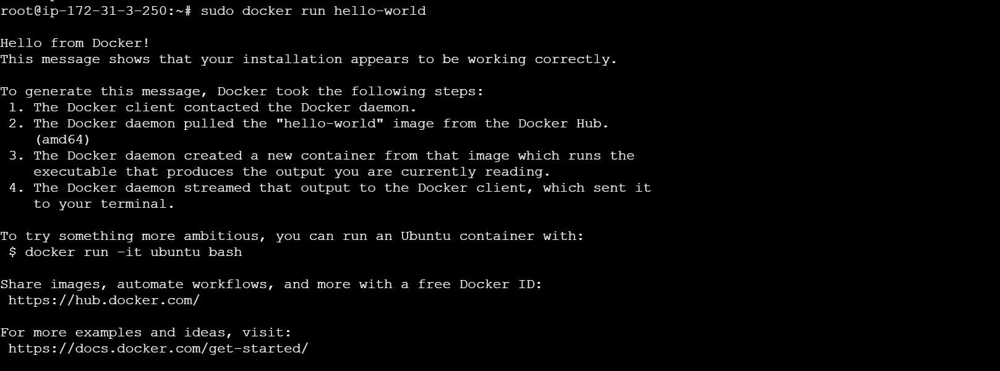 root@ip-172-31-3-250:~# sudo docker run hello-world
Hello from Docker!
This message shows that your installation appears to be working correctly.
To generate this message, Docker took the following steps:
1. The Docker client contacted the Docker daemon.
2. The Docker daemon pulled the "hello-world" image from the Docker Hub.
(amd64)
3. The Docker daemon created a new container from that image which runs the
executable that produces the output you are currently reading.
4. The Docker daemon streamed that output to the Docker client, which sent it
to your terminal.
To try something more ambitious, you can run an Ubuntu container with:
$ docker run -it ubuntu bash
Share images, automate workflows, and more with a free Docker ID:
https://hub.docker.com/
For more examples and ideas, visit:
https://docs.docker.com/get-started/